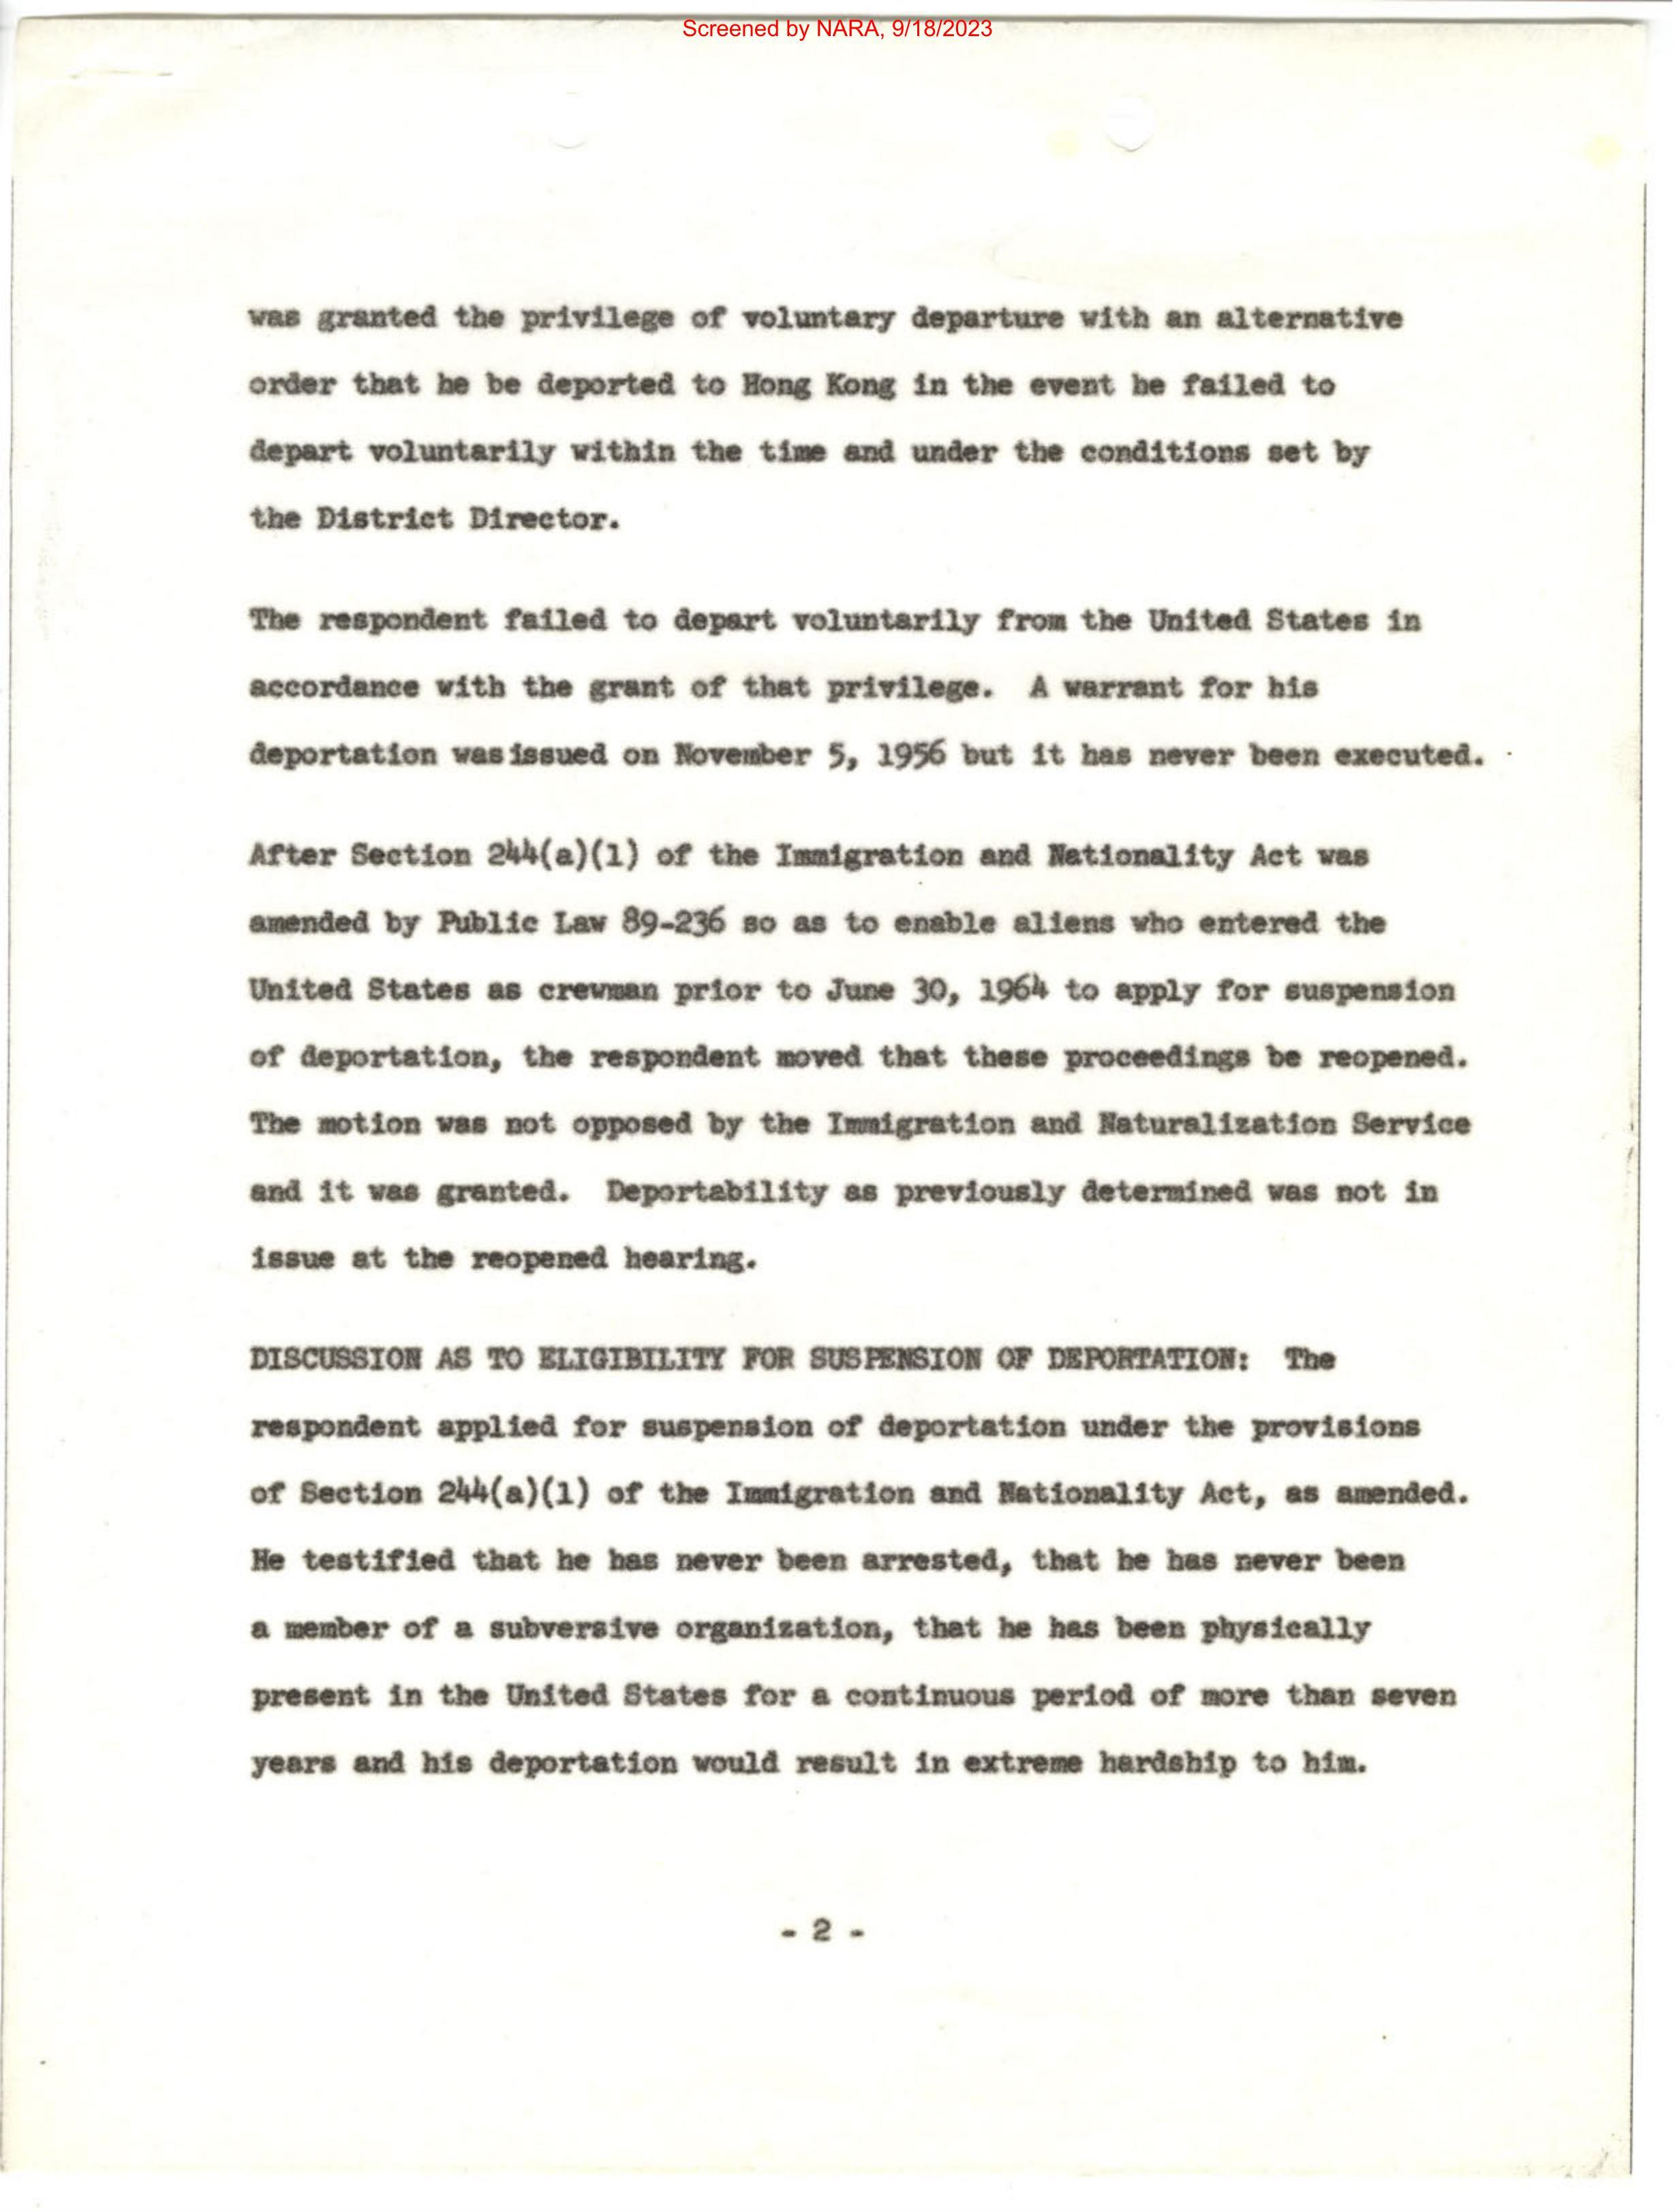 Screened by NARA, 9/18/2023
was granted the privilege of voluntary departure with an alternative
order that he be deported to Hong Kong in the event he failed to
depart voluntarily within the time and under the conditions set by
the District Director.
The respondent failed to depart voluntarily from the United States in
accordance with the grant of that privilege. A warrant for his
deportation was issued on November 5, 1956 but it has never been executed.
After Section 244(a)(1) of the Immigration and Nationality Act was
amended by Public Law 89-236 so as to enable aliens who entered the
United States as crewman prior to June 30, 1964 to apply for suspension
of deportation, the respondent moved that these proceedings be reopened.
The motion was not opposed by the Immigration and Naturalization Service
and it was granted. Deportability as previously determined was not in
issue at the reopened hearing.
DISCUSSION AS TO ELIGIBILITY FOR SUSPENSION OF DEPORTATION: The
respondent applied for suspension of deportation under the provisions
of Section 244(a)(1) of the Immigration and Nationality Act, as amended.
He testified that he has never been arrested, that he has never been
a member of a subversive organization, that he has been physically
present in the United States for a continuous period of more than seven
years and his deportation would result in extreme hardship to him.
- 2 -